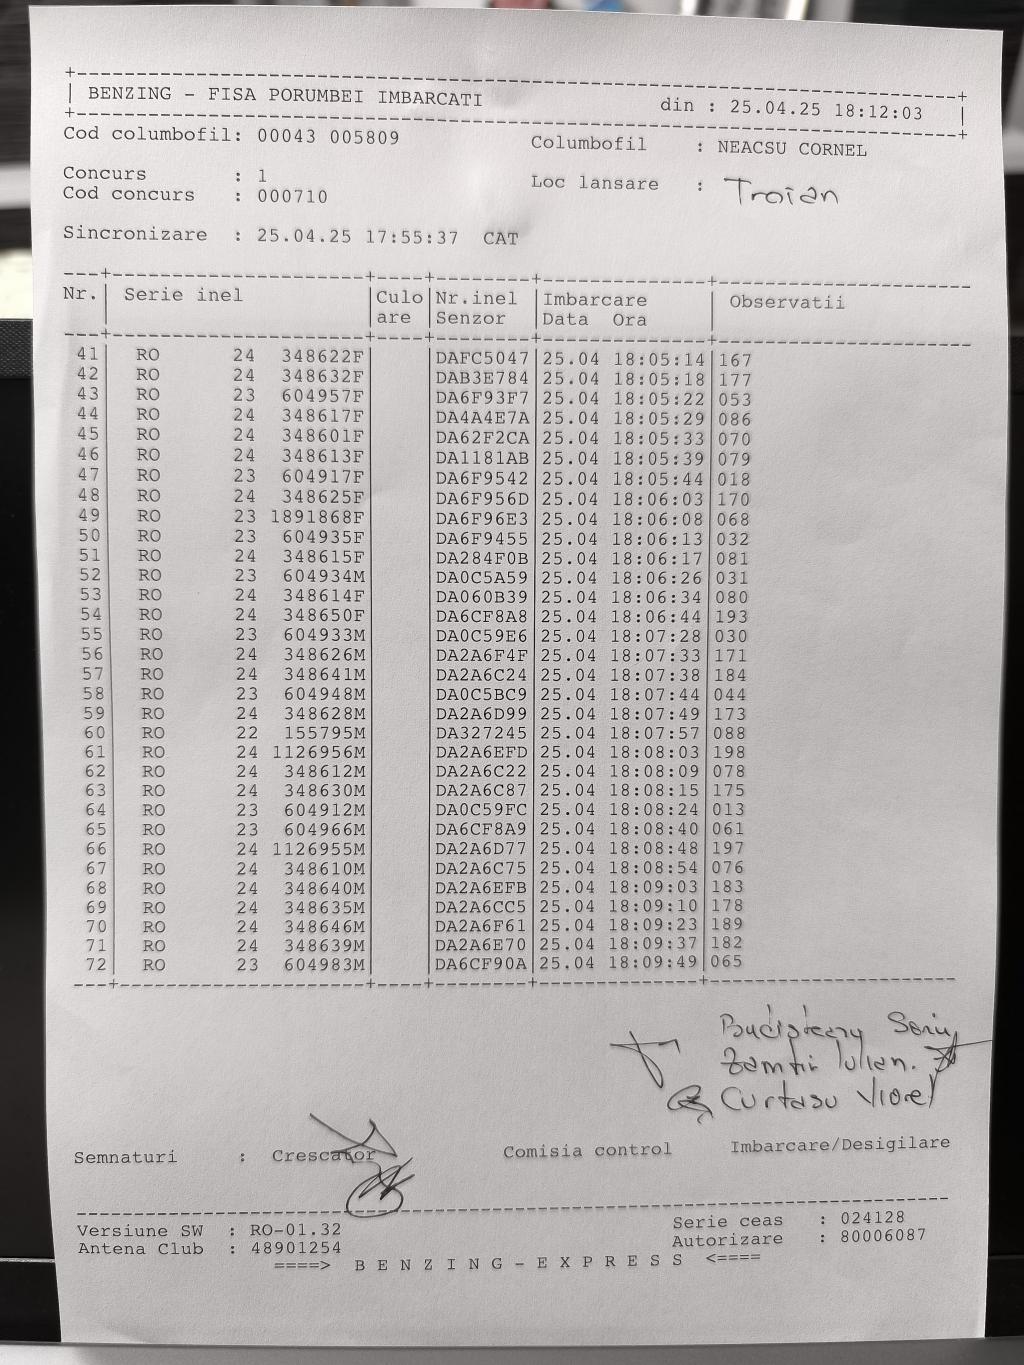 BENZING - FISA PORUMBEI IMBARCATI din : 25.04.25 18:12:03
Cod columbofil: 00043 005809 Columbofil : NEACSU CORNEL
Concurs : 1 Loc lansare : Troian
Cod concurs : 000710
Sincronizare : 25.04.25 17:55:37 CAT
Nr. Serie inel Culo Nr.inel Imbarcare Observatii
are Senzor Data Ora
41 RO 24 348622F DAFC5047 25.04 18:05:14 167
42 RO 24 348632F DAB3E784 25.04 18:05:18 177
43 RO 23 604957F DA6F93F7 25.04 18:05:22 053
44 RO 24 348617F DA4A4E7A 25.04 18:05:29 086
45 RO 24 348601F DA62F2CA 25.04 18:05:33 070
46 RO 24 348613F DA1181AB 25.04 18:05:39 079
47 RO 23 604917F DA6F9542 25.04 18:05:44 018
48 RO 24 348625F DA6F956D 25.04 18:06:03 170
49 RO 23 1891868F DA6F96E3 25.04 18:06:08 068
50 RO 23 604935F DA6F9455 25.04 18:06:13 032
51 RO 24 348615F DA284F0B 25.04 18:06:17 081
52 RO 23 604934M DA0C5A59 25.04 18:06:26 031
53 RO 24 348614F DA060B39 25.04 18:06:34 080
54 RO 24 348650F DA6CF8A8 25.04 18:06:44 193
55 RO 23 604933M DA0C59E6 25.04 18:07:28 030
56 RO 24 348626M DA2A6F4F 25.04 18:07:33 171
57 RO 24 348641M DA2A6C24 25.04 18:07:38 184
58 RO 23 604948M DA0C5BC9 25.04 18:07:44 044
59 RO 24 348628M DA2A6D99 25.04 18:07:49 173
60 RO 22 155795M DA327245 25.04 18:07:57 088
61 RO 24 1126956M DA2A6EFD 25.04 18:08:03 198
62 RO 24 348612M DA2A6C22 25.04 18:08:09 078
63 RO 24 348630M DA2A6C87 25.04 18:08:15 175
64 RO 23 604912M DA0C59FC 25.04 18:08:24 013
65 RO 23 604966M DA6CF8A9 25.04 18:08:40 061
66 RO 24 1126955M DA2A6D77 25.04 18:08:48 197
67 RO 24 348610M DA2A6C75 25.04 18:08:54 076
68 RO 24 348640M DA2A6EFB 25.04 18:09:03 183
69 RO 24 348635M DA2A6CC5 25.04 18:09:10 178
70 RO 24 348646M DA2A6F61 25.04 18:09:23 189
71 RO 24 348639M DA2A6E70 25.04 18:09:37 182
72 RO 23 604983M DA6CF90A 25.04 18:09:49 065
Iulian.
Curtasu Viorel
Semnaturi : Crescator Comisia control Imbarcare/Desigilare
Versiune SW : RO-01.32 Serie ceas : 024128
Antena Club : 48901254 Autorizare : 80006087
====> B E N Z I N G - E X P R E S S <====